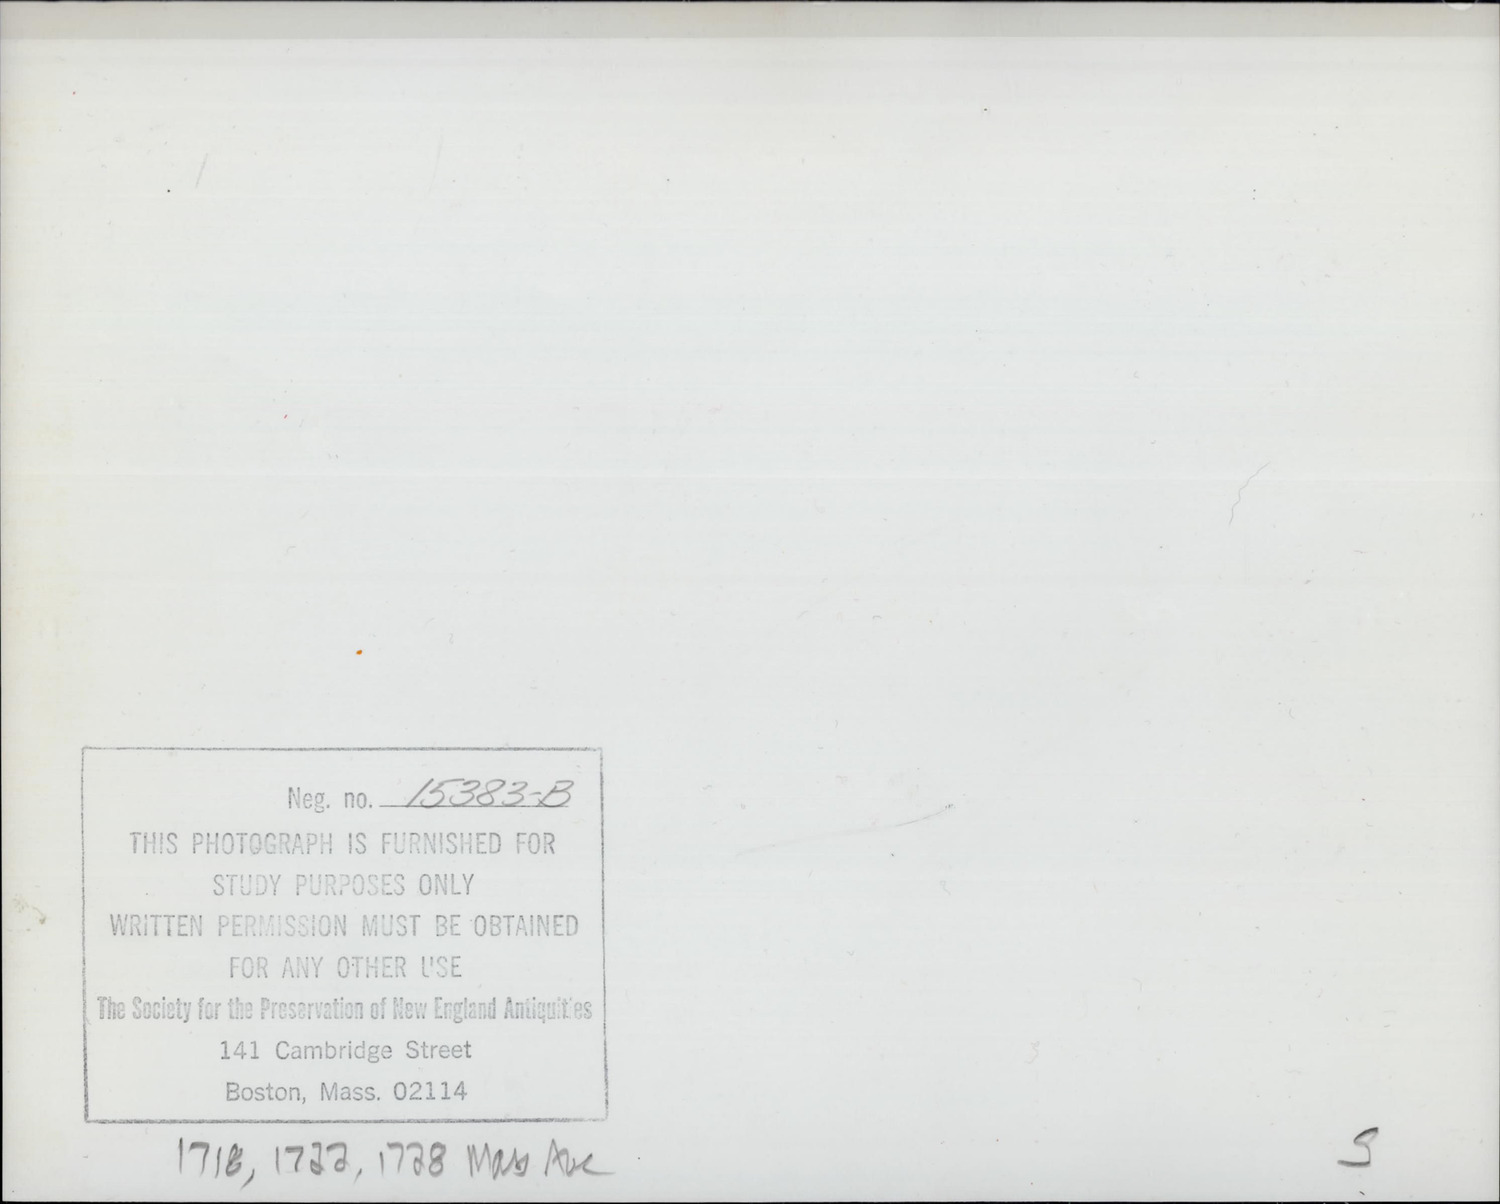 Neg. no. 15383-B
THIS PHOTOGRAPH IS FURNISHED FOR
STUDY PURPOSES ONLY
WRITTEN PERMISSION MUST BE OBTAINED
FOR ANY OTHER USE
The Society for the Preservation of New England Antiquities
141 Cambridge Street
Boston, Mass. 02114
1718, 1722, 1728 Mass Ave
S